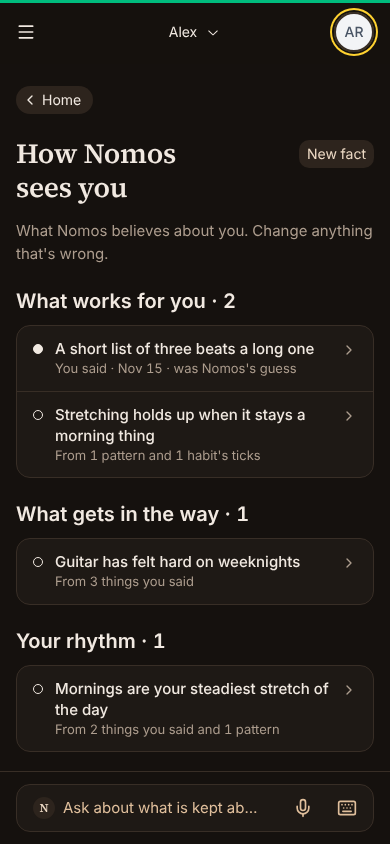 Alex
AR
Home
How Nomos
sees you
New fact
What Nomos believes about you. Change anything
that's wrong.
What works for you · 2
A short list of three beats a long one
You said · Nov 15 · was Nomos's guess
Stretching holds up when it stays a
morning thing
From 1 pattern and 1 habit's ticks
What gets in the way · 1
Guitar has felt hard on weeknights
From 3 things you said
Your rhythm · 1
Mornings are your steadiest stretch of
the day
From 2 things you said and 1 pattern
N
Ask about what is kept ab...